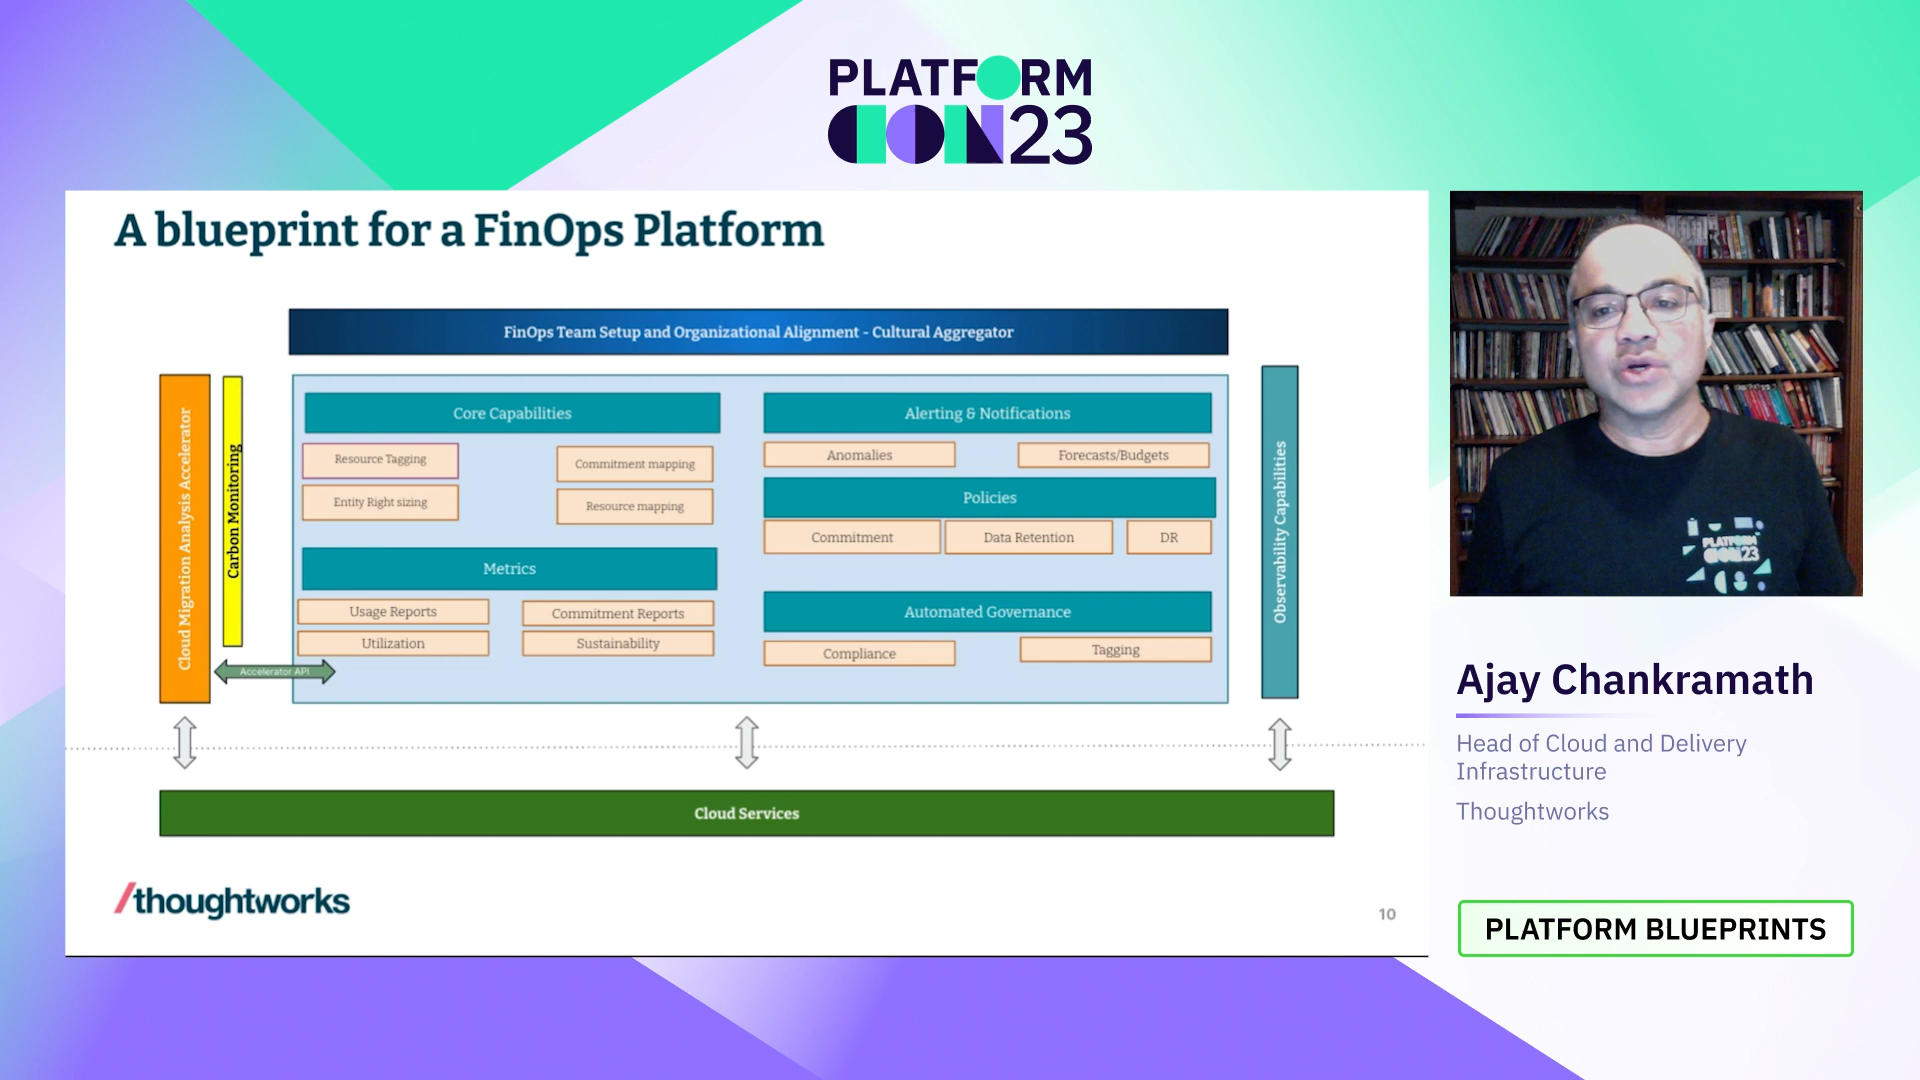 PLATFORM
CON23
A blueprint for a FinOps Platform
FinOps Team Setup and Organizational Alignment - Cultural Aggregator
Cloud Migration Analysis Accelerator
Carbon Monitoring
Core Capabilities
Resource Tagging
Commitment mapping
Entity Right sizing
Resource mapping
Metrics
Usage Reports
Commitment Reports
Utilization
Sustainability
Accelerator API
Alerting & Notifications
Anomalies
Forecasts/Budgets
Policies
Commitment
Data Retention
DR
Automated Governance
Compliance
Tagging
Observability Capabilities
Cloud Services
/thoughtworks
10
PLATFORM
CON23
Ajay Chankramath
Head of Cloud and Delivery
Infrastructure
Thoughtworks
PLATFORM BLUEPRINTS